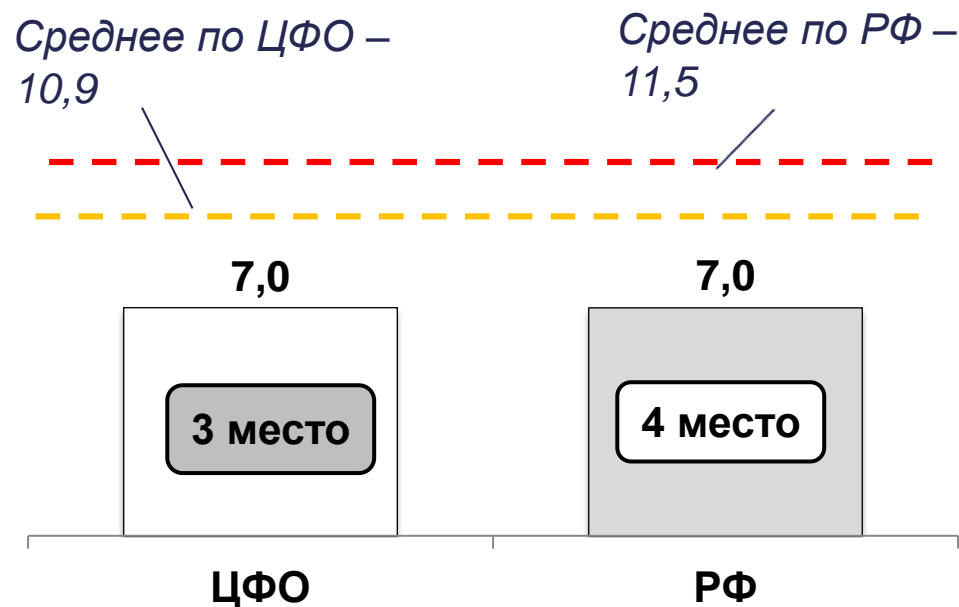 Среднее по ЦФО –
10,9
Среднее по РФ –
11,5
7,0
7,0
3 место
4 место
ЦФО
РФ